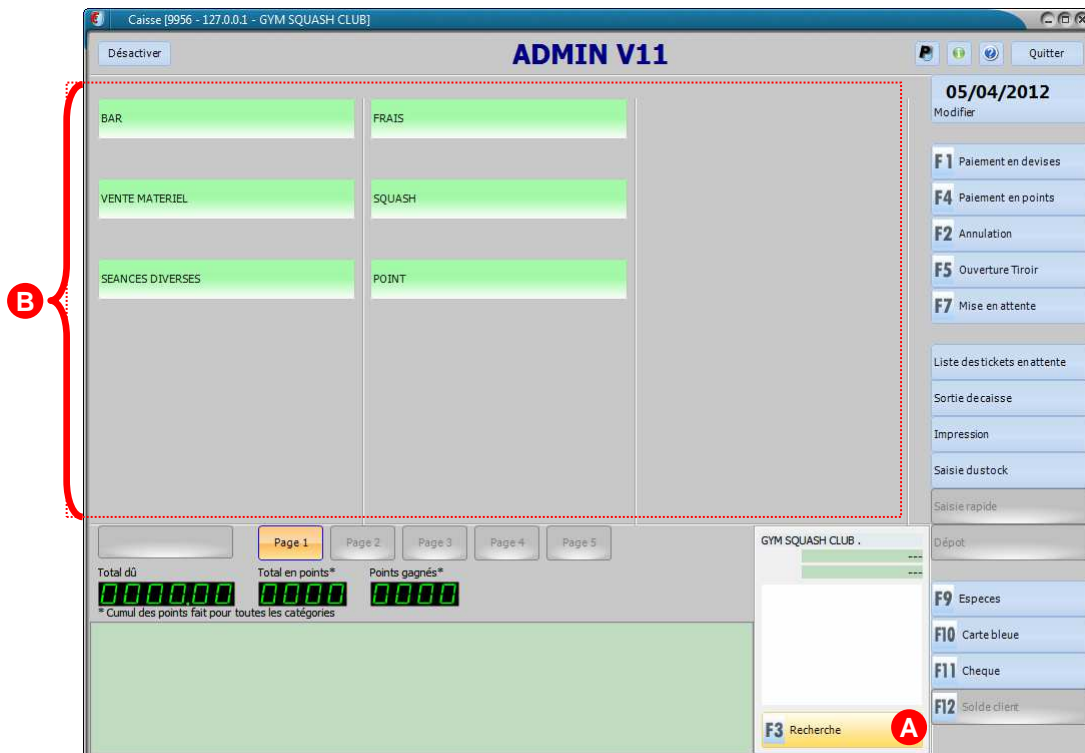 Caisse [9956 - 127.0.0.1 - GYM SQUASH CLUB]
Désactiver
ADMIN V11
Quitter
05/04/2012
Modifier
BAR
FRAIS
F1 Paiement en devises
VENTE MATERIEL
SQUASH
F4 Paiement en points
F2 Annulation
SEANCES DIVERSES
POINT
F5 Ouverture Tiroir
B
F7 Mise en attente
Liste des tickets en attente
Sortie de caisse
Impression
Saisie du stock
Saisie rapide
Page 1
Page 2
Page 3
Page 4
Page 5
GYM SQUASH CLUB .
Dépot
---
---
Total dû
Total en points*
Points gagnés*
0000,00
0000
0000
* Cumul des points fait pour toutes les catégories
F9 Especes
F10 Carte bleue
F11 Cheque
F12 Solde client
F3 Recherche
A